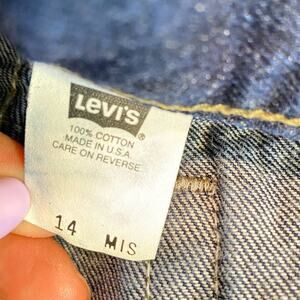 Levi's®
100% COTTON
MADE IN U.S.A.
CARE ON REVERSE
14 MIS